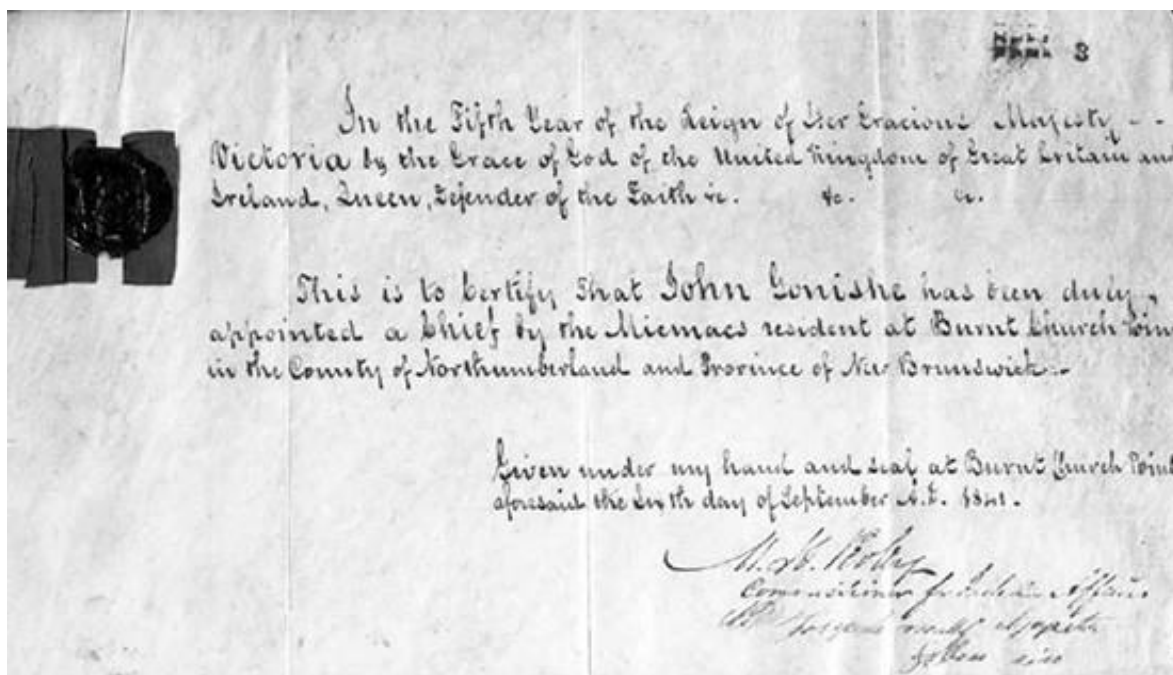 3
In the Fifth Year of the Reign of Her Gracious Majesty - -
Victoria by the Grace of God of the United Kingdom of Great Britain and
Ireland, Queen, Defender of the Faith &c. &c. &c.
This is to Certify That John Gonishe has been duly
appointed a Chief by the Micmacs resident at Burnt Church Poin
in the County of Northumberland and Province of New Brunswick:-
Given under my hand and seal at Burnt Church Point
aforesaid the day of September A.D. 1841.
M. H. Perley
Commissioner for Indian Affairs